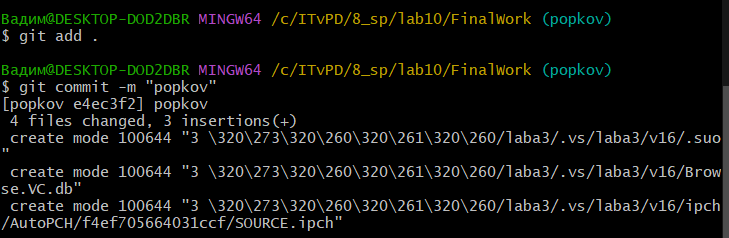 Вадим@DESKTOP-DOD2DBR MINGW64 /c/ITvPD/8_sp/lab10/FinalWork (popkov)
$ git add .
Вадим@DESKTOP-DOD2DBR MINGW64 /c/ITvPD/8_sp/lab10/FinalWork (popkov)
$ git commit -m "popkov"
[popkov e4ec3f2] popkov
 4 files changed, 3 insertions(+)
 create mode 100644 "3 \320\273\320\260\320\261\320\260/laba3/.vs/laba3/v16/.suo
"
 create mode 100644 "3 \320\273\320\260\320\261\320\260/laba3/.vs/laba3/v16/Brow
se.VC.db"
 create mode 100644 "3 \320\273\320\260\320\261\320\260/laba3/.vs/laba3/v16/ipch
/AutoPCH/f4ef705664031ccf/SOURCE.ipch"